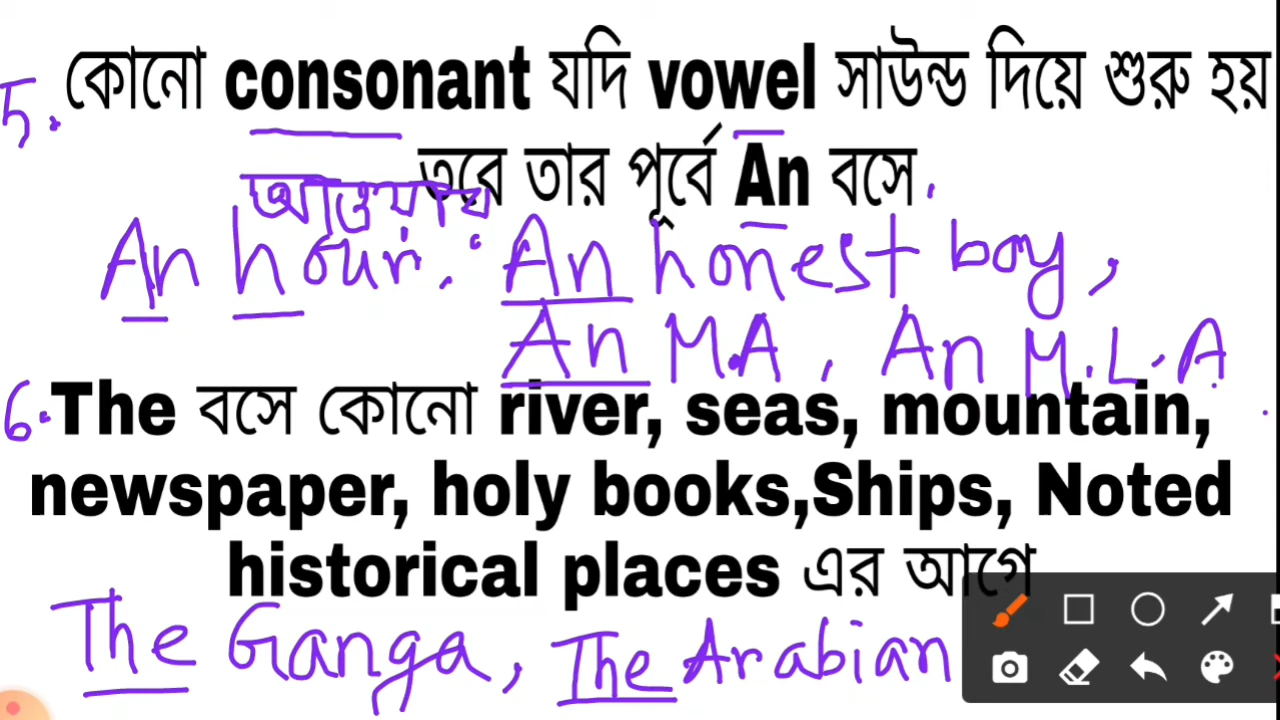 5. কোনো consonant যদি vowel সাউন্ড দিয়ে শুরু হয়
তবে তার পূর্বে An বসে.
আওয়ার
An hour. An honest boy,
An M.A, An M.L.A
6. The বসে কোনো river, seas, mountain,
newspaper, holy books,Ships, Noted
historical places এর আগে
The Ganga, The Arabian